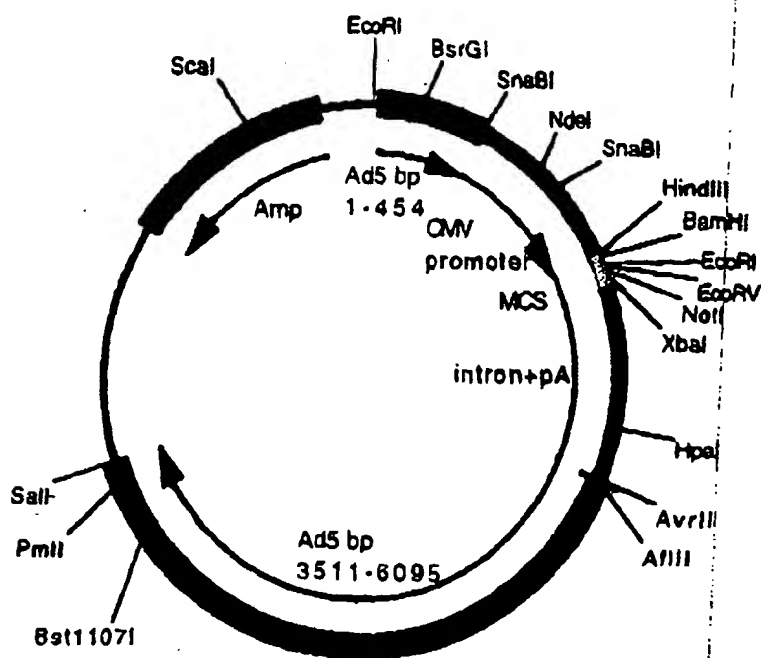 EcoRI
BsrGI
ScaI
SnaBI
NdeI
SnaBI
HindIII
BamHI
EcoRI
EcoRV
NotI
XbaI
Amp
Ad5 bp
1-454
CMV
promoter
MCS
intron+pA
HpaI
AvrII
AflII
SalI
PmlI
Bst1107I
Ad5 bp
3511-6095